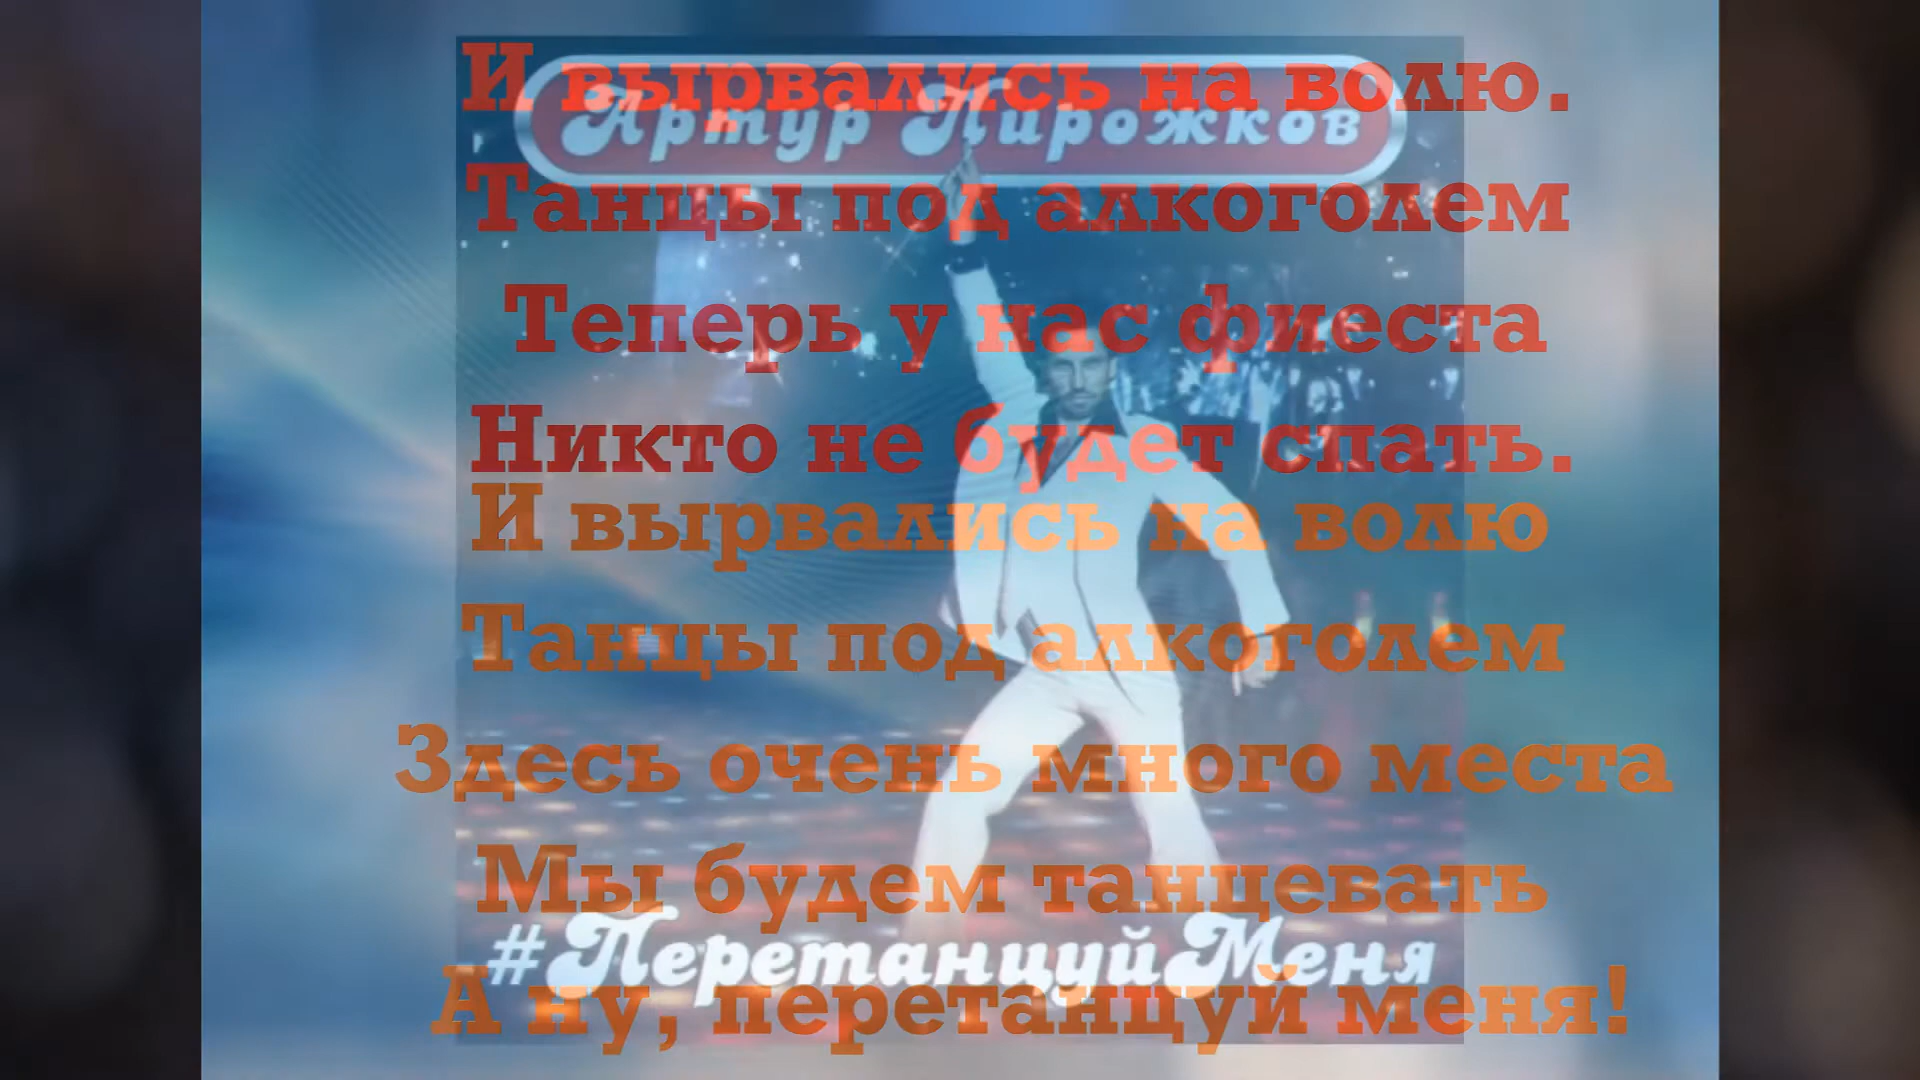 И вырвались на волю.
Артур Пирожков
Танцы под алкоголем
Теперь у нас фиеста
Никто не будет спать.
И вырвались на волю
Танцы под алкоголем
Здесь очень много места
Мы будем танцевать
#ПеретанцуйМеня
А ну, перетанцуй меня!